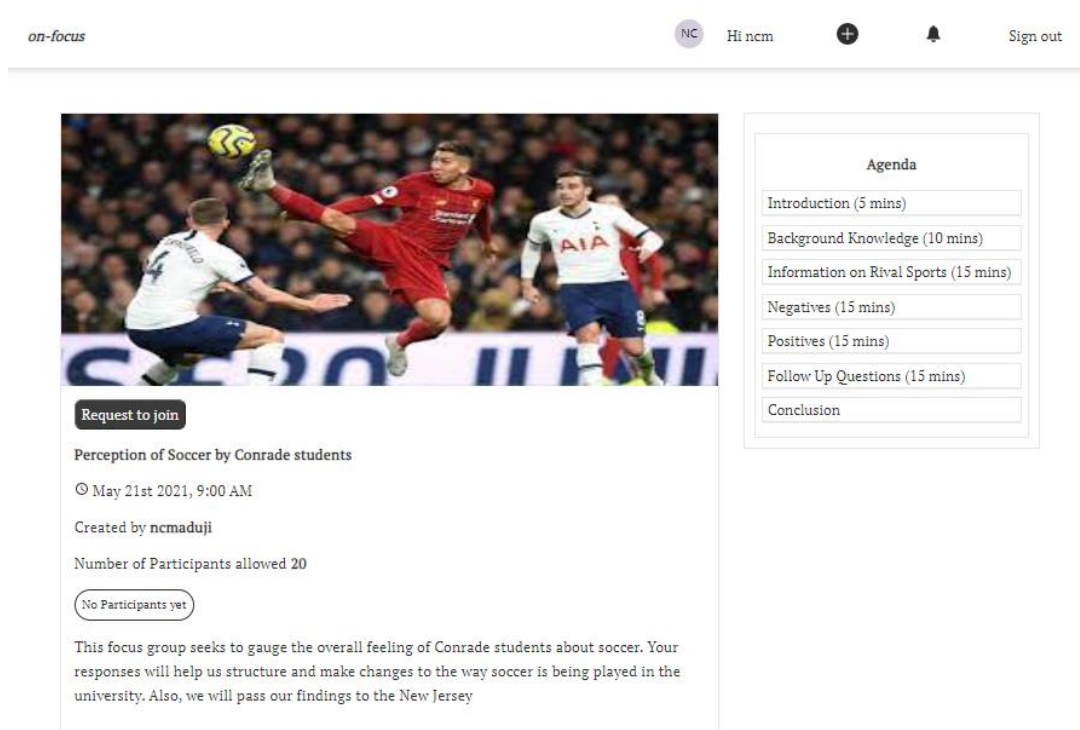 on-focus
NC
Hi ncm
Sign out
AIA
4
Agenda
Introduction (5 mins)
Background Knowledge (10 mins)
Information on Rival Sports (15 mins)
Negatives (15 mins)
Positives (15 mins)
Follow Up Questions (15 mins)
Conclusion
Request to join
Perception of Soccer by Conrade students
May 21st 2021, 9:00 AM
Created by ncmaduji
Number of Participants allowed 20
No Participants yet
This focus group seeks to gauge the overall feeling of Conrade students about soccer. Your
responses will help us structure and make changes to the way soccer is being played in the
university. Also, we will pass our findings to the New Jersey